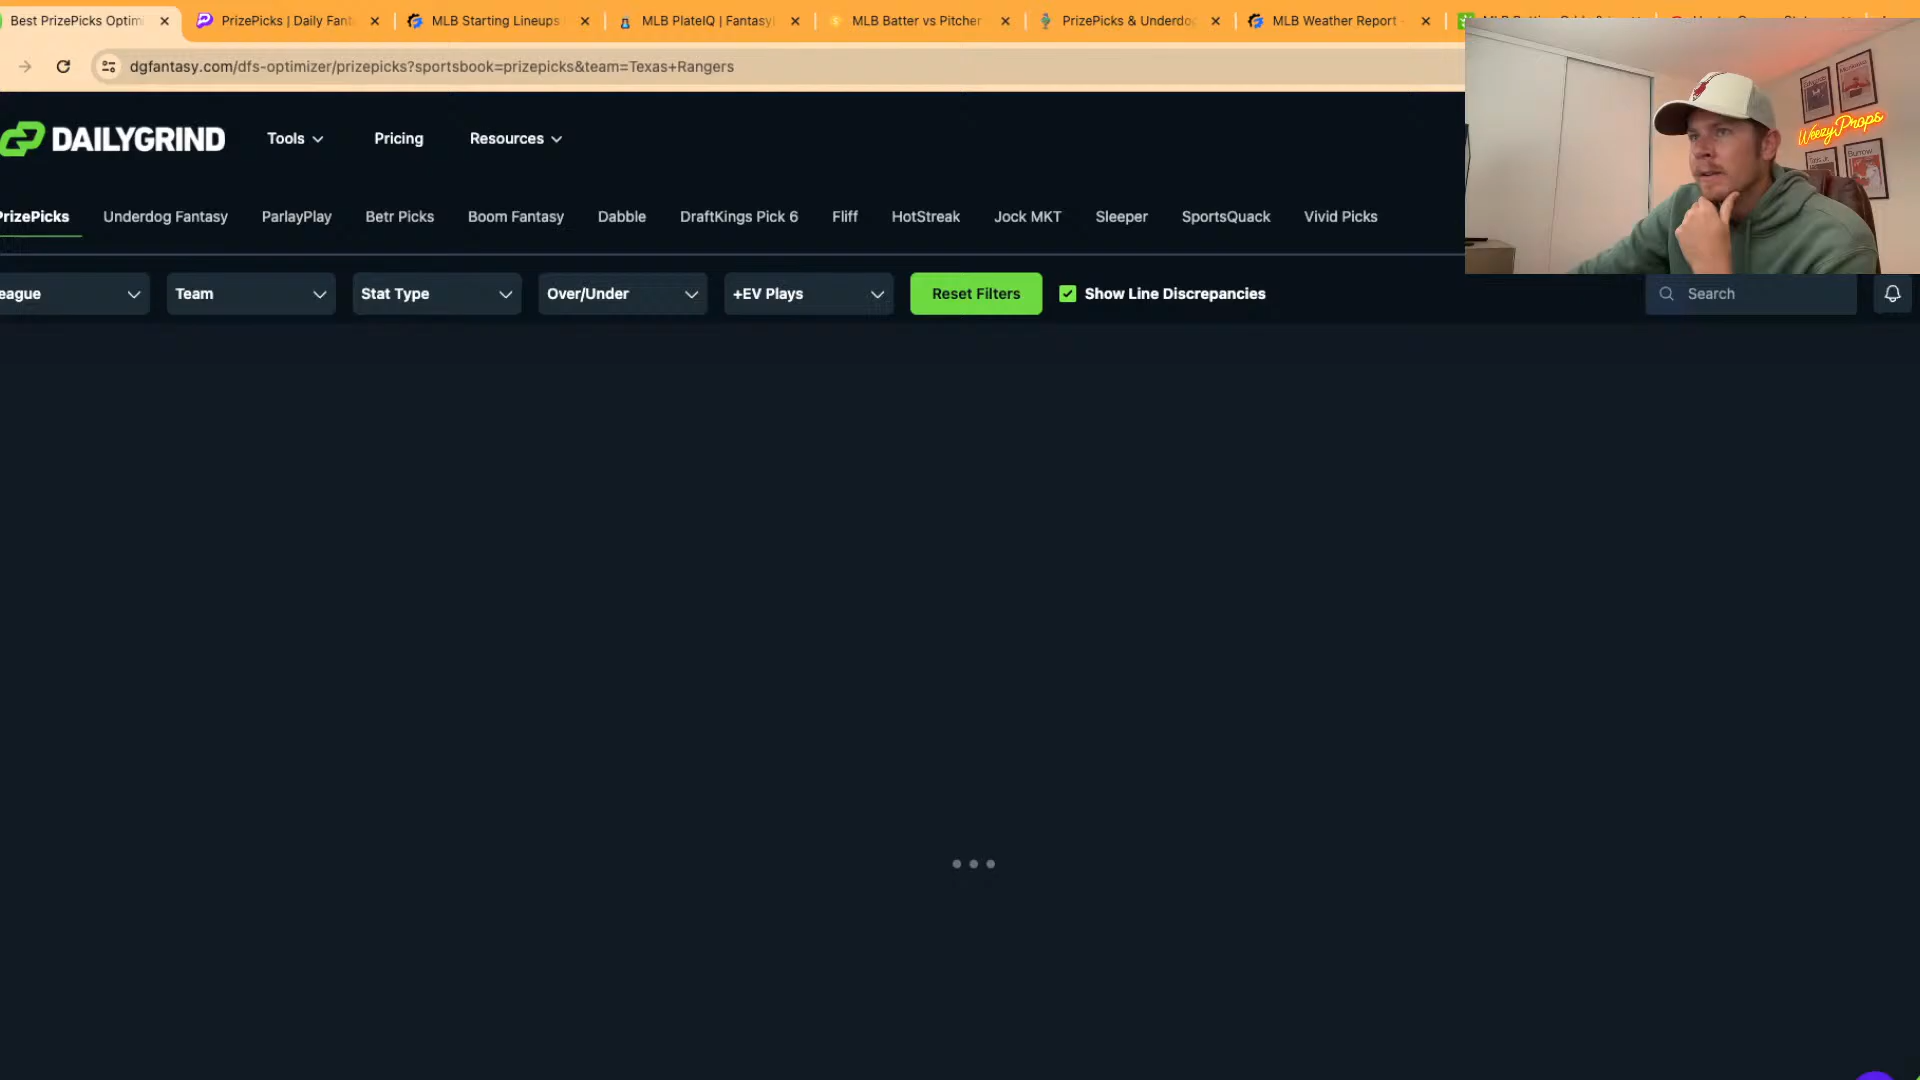 Best PrizePicks Optimi
PrizePicks | Daily Fant
MLB Starting Lineups
MLB PlateIQ | Fantasyl
MLB Batter vs Pitcher
PrizePicks & Underdo
MLB Weather Report -
dgfantasy.com/dfs-optimizer/prizepicks?sportsbook=prizepicks&team=Texas+Rangers
DAILYGRIND
Tools
Pricing
Resources
WeezyProps
PrizePicks
Underdog Fantasy
ParlayPlay
Betr Picks
Boom Fantasy
Dabble
DraftKings Pick 6
Fliff
HotStreak
Jock MKT
Sleeper
SportsQuack
Vivid Picks
eague
Team
Stat Type
Over/Under
+EV Plays
Reset Filters
Show Line Discrepancies
Search